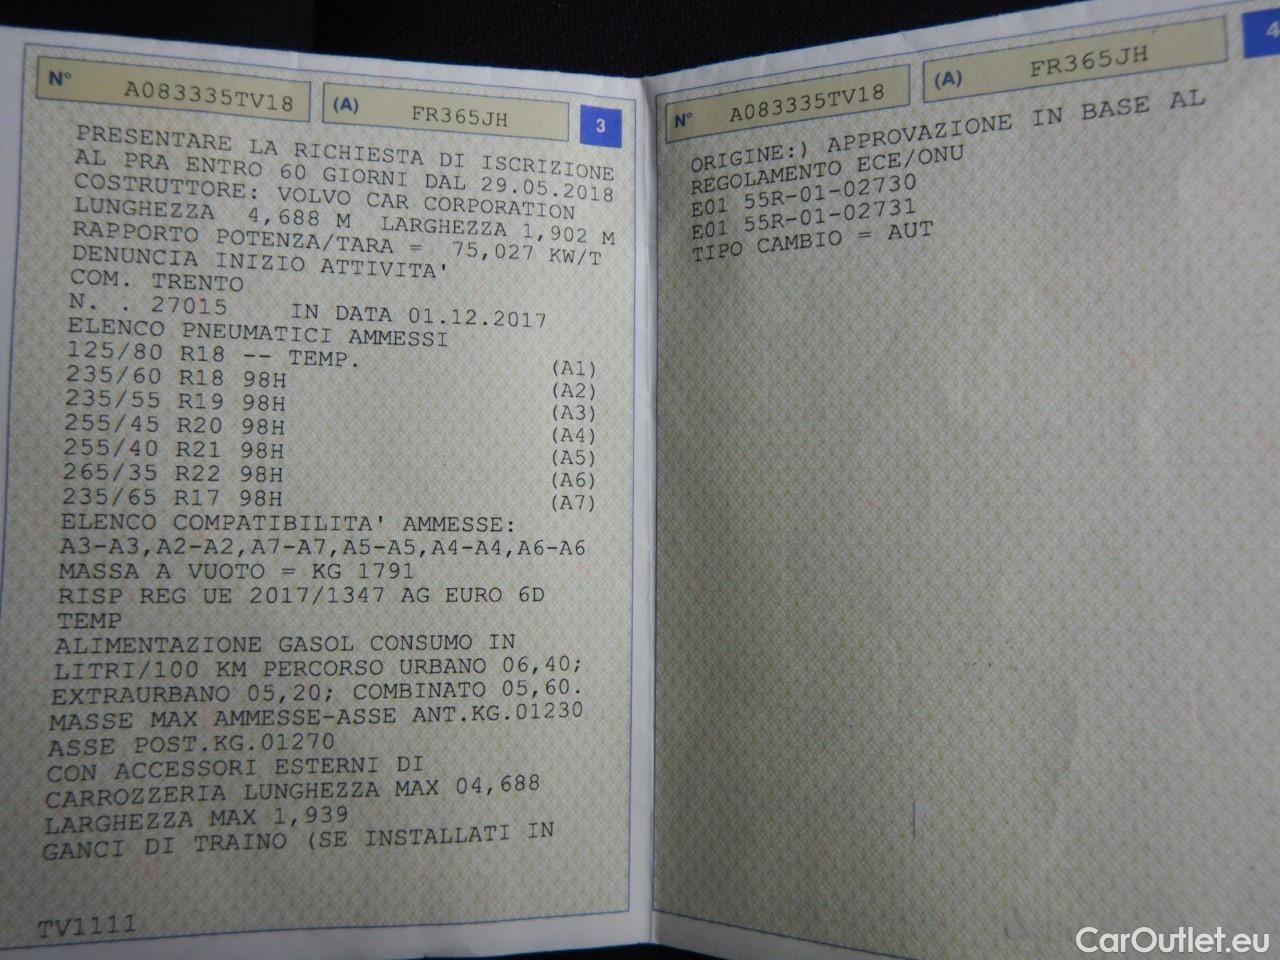 N° A083335TV18 (A) FR365JH 3
PRESENTARE LA RICHIESTA DI ISCRIZIONE
AL PRA ENTRO 60 GIORNI DAL 29.05.2018
COSTRUTTORE: VOLVO CAR CORPORATION
LUNGHEZZA 4,688 M LARGHEZZA 1,902 M
RAPPORTO POTENZA/TARA = 75,027 KW/T
DENUNCIA INIZIO ATTIVITA'
COM. TRENTO
N. . 27015 IN DATA 01.12.2017
ELENCO PNEUMATICI AMMESSI
125/80 R18 -- TEMP. (A1)
235/60 R18 98H (A2)
235/55 R19 98H (A3)
255/45 R20 98H (A4)
255/40 R21 98H (A5)
265/35 R22 98H (A6)
235/65 R17 98H (A7)
ELENCO COMPATIBILITA' AMMESSE:
A3-A3,A2-A2,A7-A7,A5-A5,A4-A4,A6-A6
MASSA A VUOTO = KG 1791
RISP REG UE 2017/1347 AG EURO 6D
TEMP
ALIMENTAZIONE GASOL CONSUMO IN
LITRI/100 KM PERCORSO URBANO 06,40;
EXTRAURBANO 05,20; COMBINATO 05,60.
MASSE MAX AMMESSE-ASSE ANT.KG.01230
ASSE POST.KG.01270
CON ACCESSORI ESTERNI DI
CARROZZERIA LUNGHEZZA MAX 04,688
LARGHEZZA MAX 1,939
GANCI DI TRAINO (SE INSTALLATI IN
TV1111
N° A083335TV18 (A) FR365JH 4
ORIGINE:) APPROVAZIONE IN BASE AL
REGOLAMENTO ECE/ONU
E01 55R-01-02730
E01 55R-01-02731
TIPO CAMBIO = AUT
CarOutlet.eu